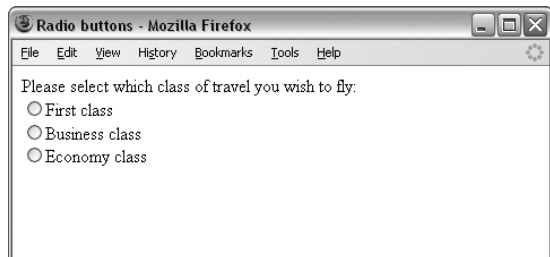 Radio buttons - Mozilla Firefox
File Edit View History Bookmarks Tools Help
Please select which class of travel you wish to fly:
First class
Business class
Economy class